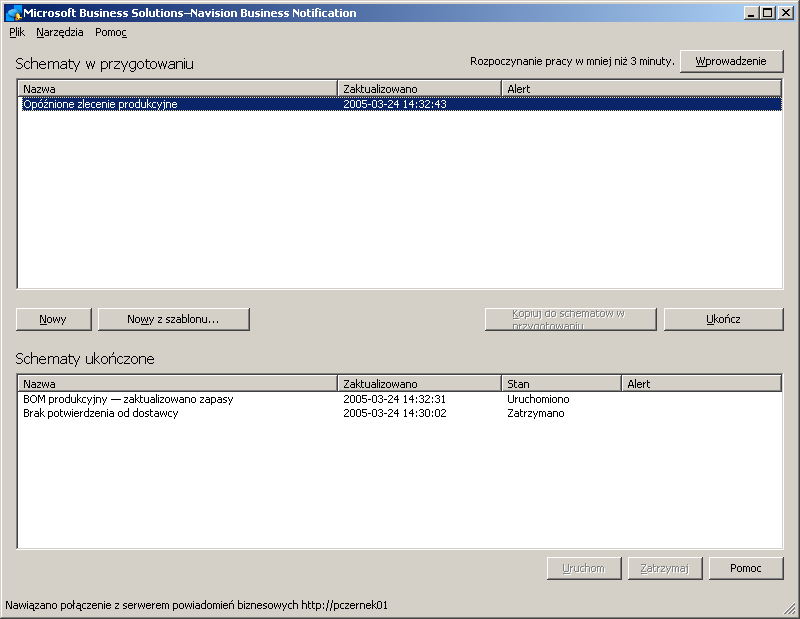 Microsoft Business Solutions–Navision Business Notification
Plik Narzędzia Pomoc
Schematy w przygotowaniu
Rozpoczynanie pracy w mniej niż 3 minuty.
Wprowadzenie
Nazwa Zaktualizowano Alert
Opóźnione zlecenie produkcyjne 2005-03-24 14:32:43
Nowy
Nowy z szablonu...
Kopiuj do schematów w
przygotowaniu
Ukończ
Schematy ukończone
Nazwa Zaktualizowano Stan Alert
BOM produkcyjny — zaktualizowano zapasy 2005-03-24 14:32:31 Uruchomiono
Brak potwierdzenia od dostawcy 2005-03-24 14:30:02 Zatrzymano
Uruchom
Zatrzymaj
Pomoc
Nawiązano połączenie z serwerem powiadomień biznesowych http://pczernek01